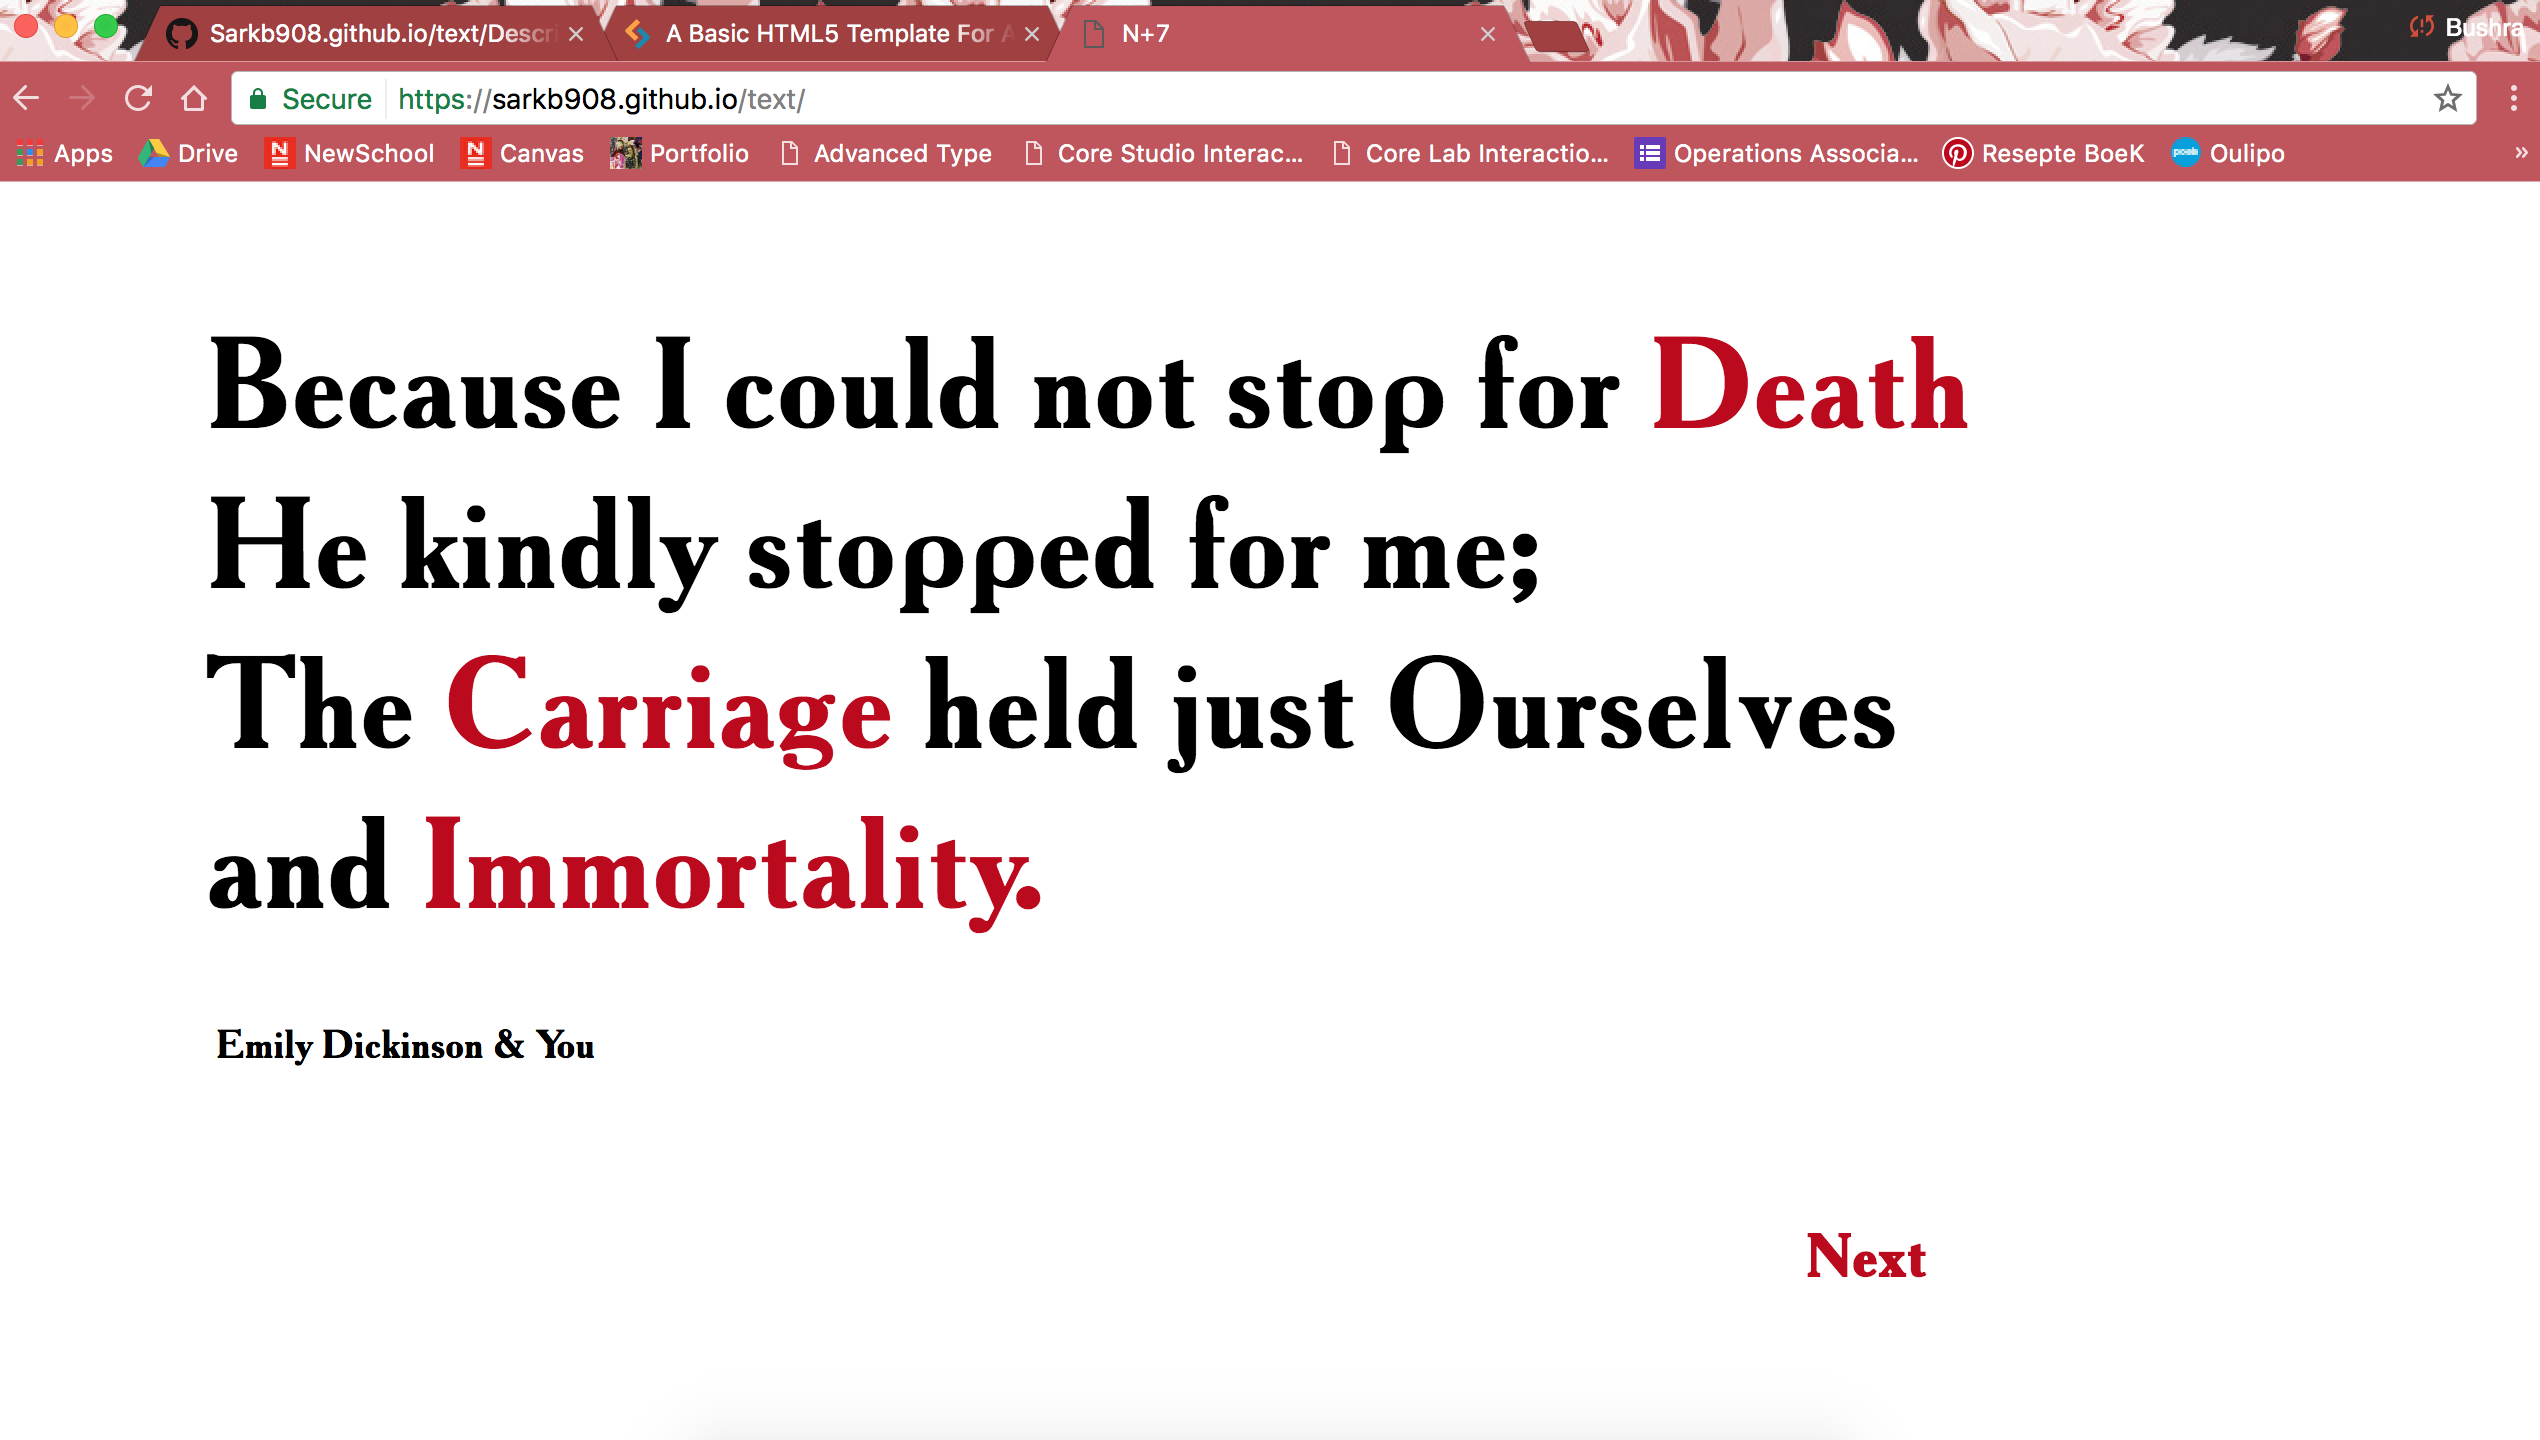 Sarkb908.github.io/text/Descri
A Basic HTML5 Template For A
N+7
Bushra
Secure
https://sarkb908.github.io/text/
Apps
Drive
NewSchool
Canvas
Portfolio
Advanced Type
Core Studio Interac...
Core Lab Interactio...
Operations Associa...
Resepte BoeK
Oulipo
»
Because I could not stop for Death
He kindly stopped for me;
The Carriage held just Ourselves
and Immortality.
Emily Dickinson & You
Next